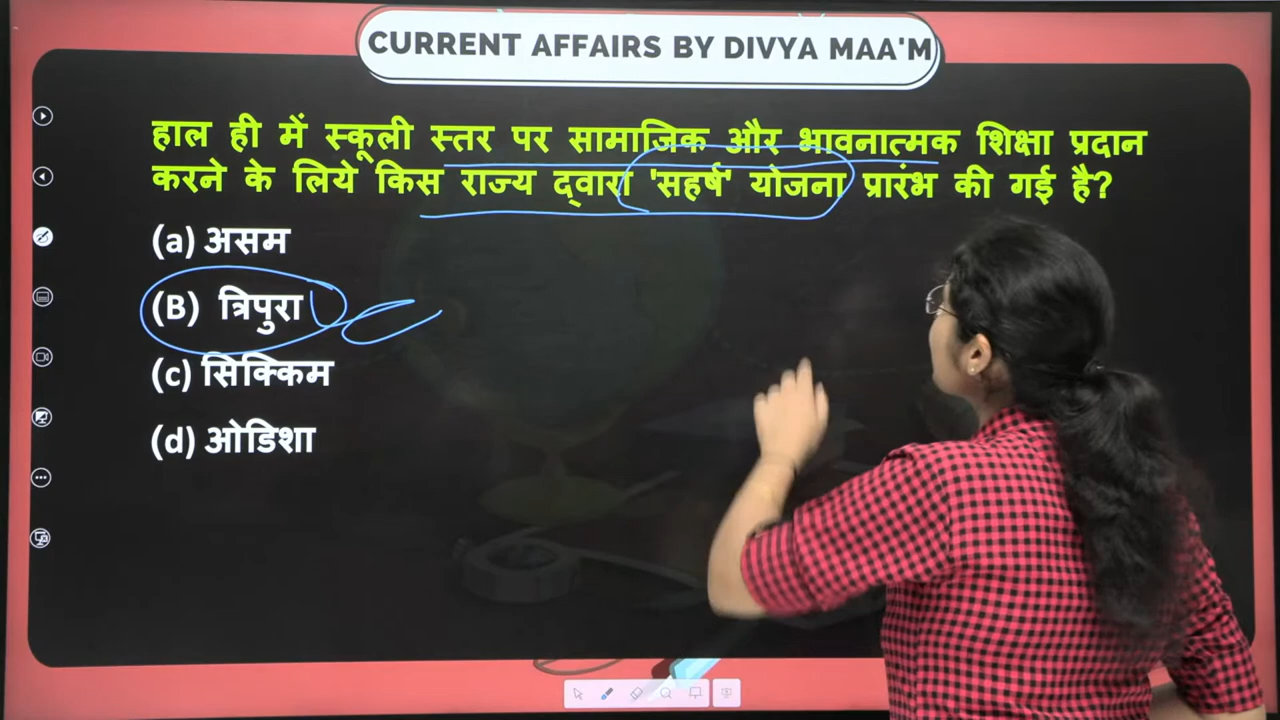 CURRENT AFFAIRS BY DIVYA MAA'M
हाल ही में स्कूली स्तर पर सामाजिक और भावनात्मक शिक्षा प्रदान
करने के लिये किस राज्य द्वारा 'सहर्ष' योजना प्रारंभ की गई है?
(a) असम
(B) त्रिपुरा
(c) सिक्किम
(d) ओडिशा